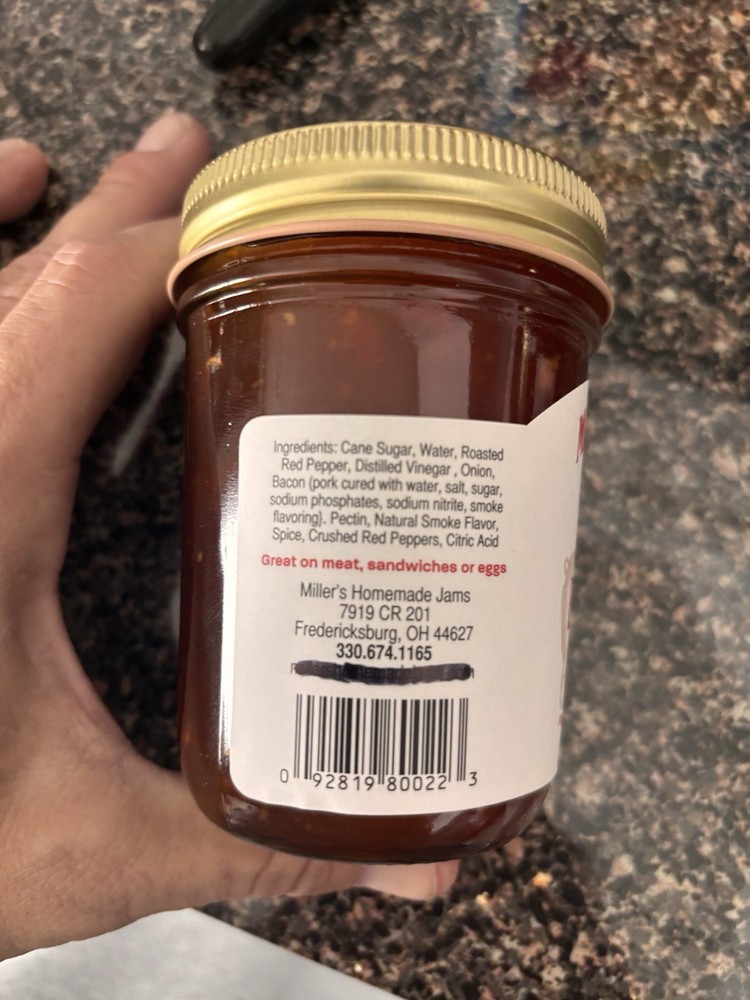 Ingredients: Cane Sugar, Water, Roasted
Red Pepper, Distilled Vinegar , Onion,
Bacon (pork cured with water, salt, sugar,
sodium phosphates, sodium nitrite, smoke
flavoring). Pectin, Natural Smoke Flavor,
Spice, Crushed Red Peppers, Citric Acid
Great on meat, sandwiches or eggs
Miller's Homemade Jams
7919 CR 201
Fredericksburg, OH 44627
330.674.1165
0 92819 80022 3